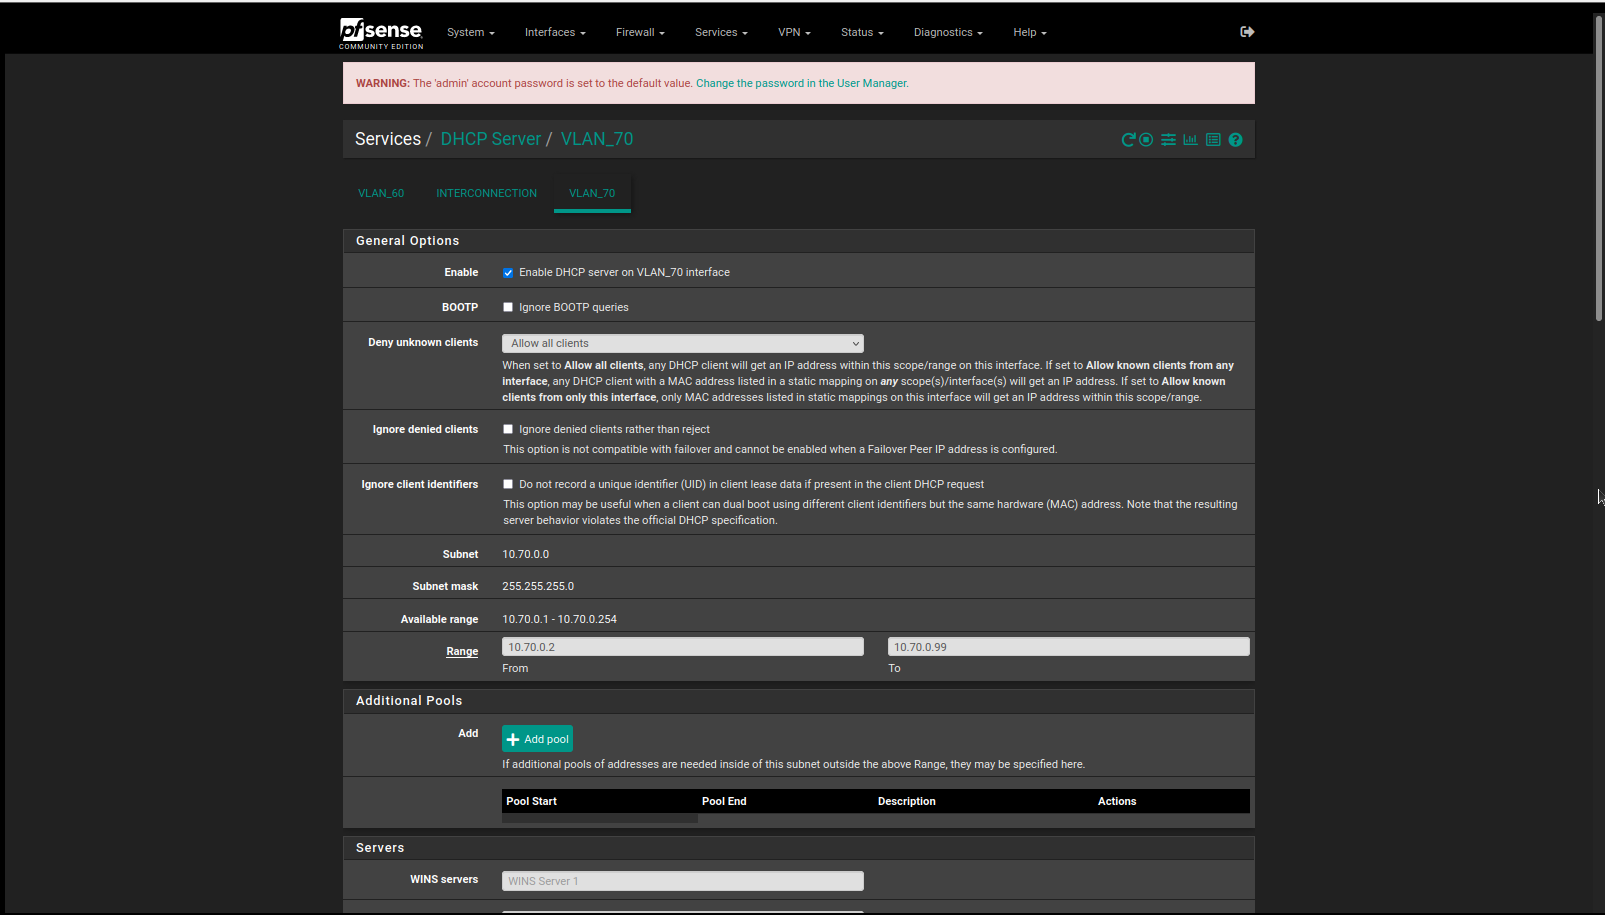 pfsense
COMMUNITY EDITION
System Interfaces Firewall Services VPN Status Diagnostics Help
WARNING: The 'admin' account password is set to the default value. Change the password in the User Manager.
Services / DHCP Server / VLAN_70
VLAN_60 INTERCONNECTION VLAN_70
General Options
Enable Enable DHCP server on VLAN_70 interface
BOOTP Ignore BOOTP queries
Deny unknown clients Allow all clients
When set to Allow all clients, any DHCP client will get an IP address within this scope/range on this interface. If set to Allow known clients from any
interface, any DHCP client with a MAC address listed in a static mapping on any scope(s)/interface(s) will get an IP address. If set to Allow known
clients from only this interface, only MAC addresses listed in static mappings on this interface will get an IP address within this scope/range.
Ignore denied clients Ignore denied clients rather than reject
This option is not compatible with failover and cannot be enabled when a Failover Peer IP address is configured.
Ignore client identifiers Do not record a unique identifier (UID) in client lease data if present in the client DHCP request
This option may be useful when a client can dual boot using different client identifiers but the same hardware (MAC) address. Note that the resulting
server behavior violates the official DHCP specification.
Subnet 10.70.0.0
Subnet mask 255.255.255.0
Available range 10.70.0.1 - 10.70.0.254
Range 10.70.0.2 10.70.0.99
From To
Additional Pools
Add Add pool
If additional pools of addresses are needed inside of this subnet outside the above Range, they may be specified here.
Pool Start Pool End Description Actions
Servers
WINS servers WINS Server 1